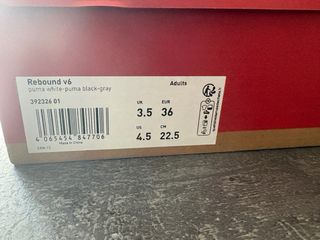 Rebound v6
puma white-puma black-gray
Adults
392326 01
UK
EUR
3.5
36
US
CM
4.5
22.5
4 065454 847706
Made in China